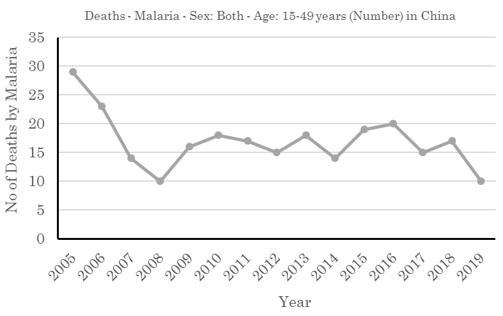 Deaths - Malaria - Sex: Both - Age: 15-49 years (Number) in China
No of Deaths by Malaria
35
30
25
20
15
10
5
0
2005 2006 2007 2008 2009 2010 2011 2012 2013 2014 2015 2016 2017 2018 2019
Year